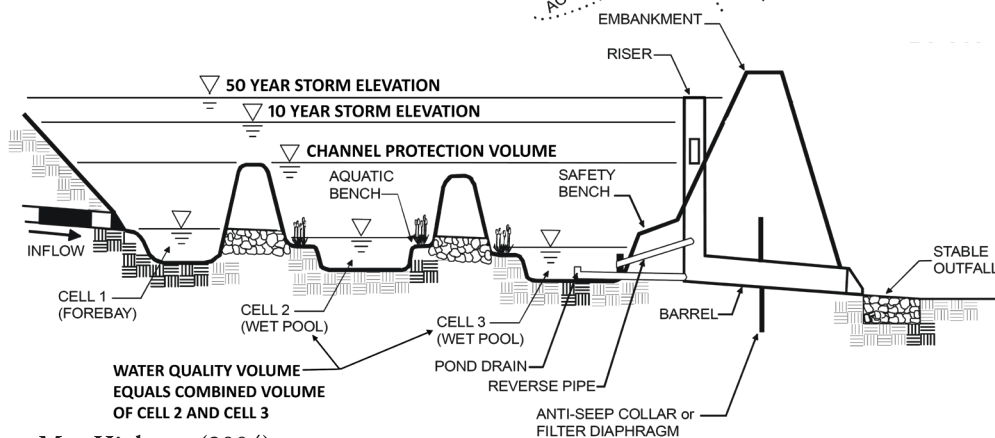 EMBANKMENT
RISER
50 YEAR STORM ELEVATION
10 YEAR STORM ELEVATION
CHANNEL PROTECTION VOLUME
AQUATIC
BENCH
SAFETY
BENCH
INFLOW
STABLE
OUTFALL
CELL 1
(FOREBAY)
CELL 2
(WET POOL)
CELL 3
(WET POOL)
BARREL
POND DRAIN
REVERSE PIPE
WATER QUALITY VOLUME
EQUALS COMBINED VOLUME
OF CELL 2 AND CELL 3
ANTI-SEEP COLLAR or
FILTER DIAPHRAGM